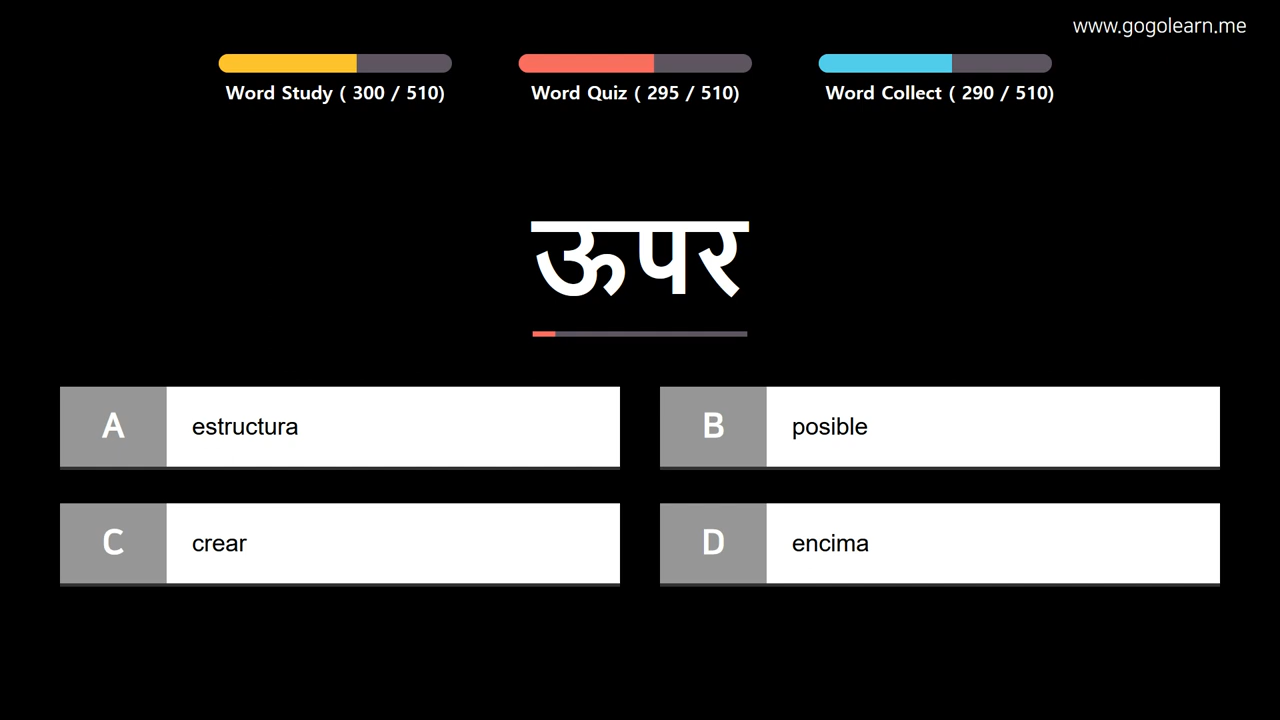 www.gogolearn.me
Word Study ( 300 / 510)
Word Quiz ( 295 / 510)
Word Collect ( 290 / 510)
ऊपर
A
estructura
B
posible
C
crear
D
encima